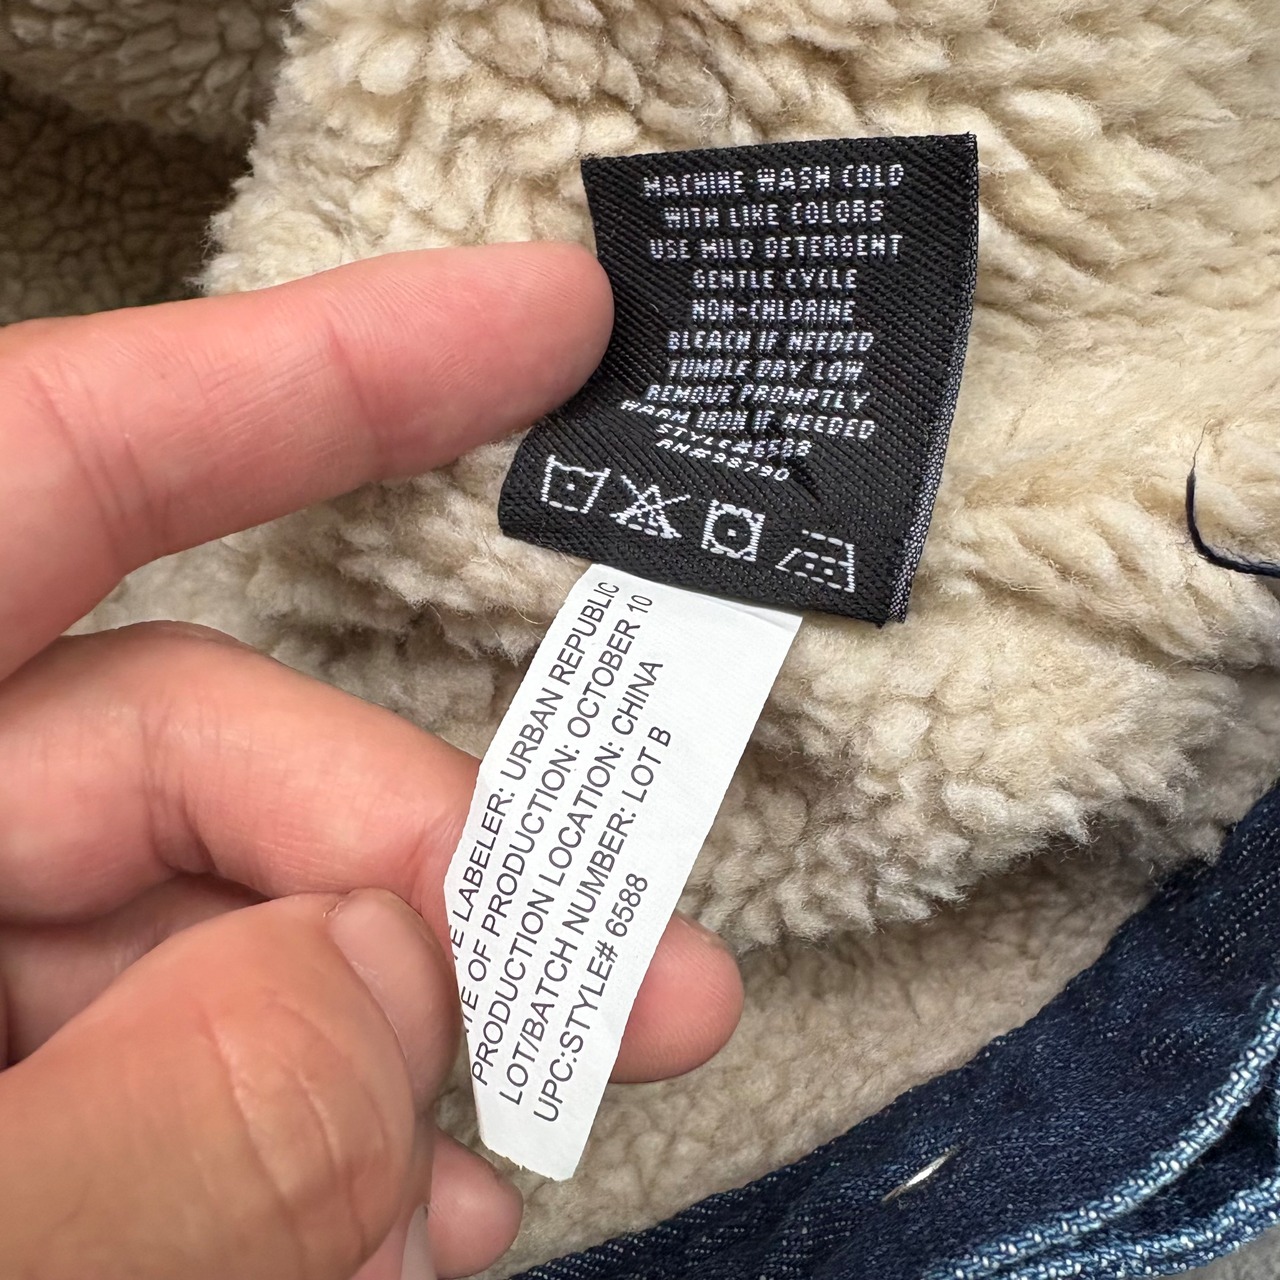 MACHINE WASH COLD
WITH LIKE COLORS
USE MILD DETERGENT
GENTLE CYCLE
NON-CHLORINE
BLEACH IF NEEDED
TUMBLE DRY LOW
REMOVE PROMPTLY
WARM IRON IF NEEDED
STYLE#6588
RN#98790
LABELER: URBAN REPUBLIC
OF PRODUCTION: OCTOBER 10
PRODUCTION LOCATION: CHINA
LOT/BATCH NUMBER: LOT B
UPC:STYLE# 6588